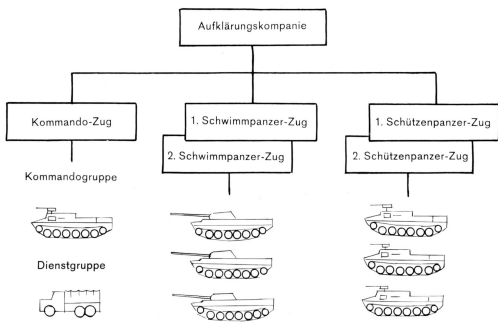 Aufklärungskompanie
Kommando-Zug
1. Schwimmpanzer-Zug
1. Schützenpanzer-Zug
2. Schwimmpanzer-Zug
2. Schützenpanzer-Zug
Kommandogruppe
Dienstgruppe